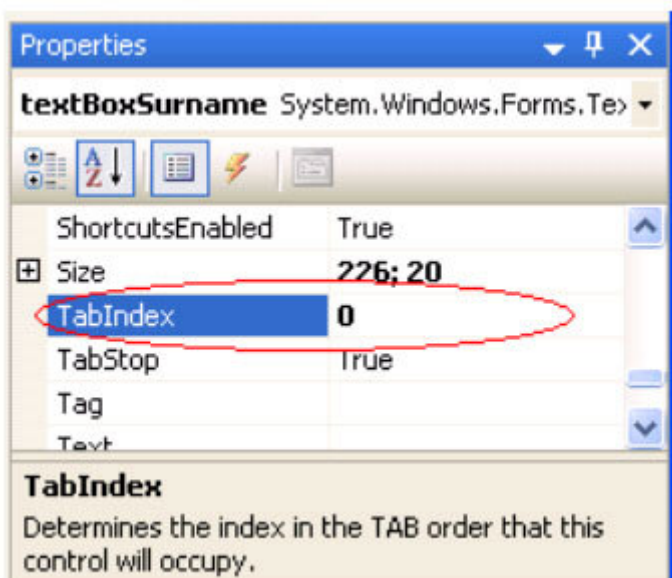 Properties
textBoxSurname System.Windows.Forms.Te
ShortcutsEnabled True
Size 226; 20
TabIndex 0
TabStop True
Tag
Text
TabIndex
Determines the index in the TAB order that this
control will occupy.